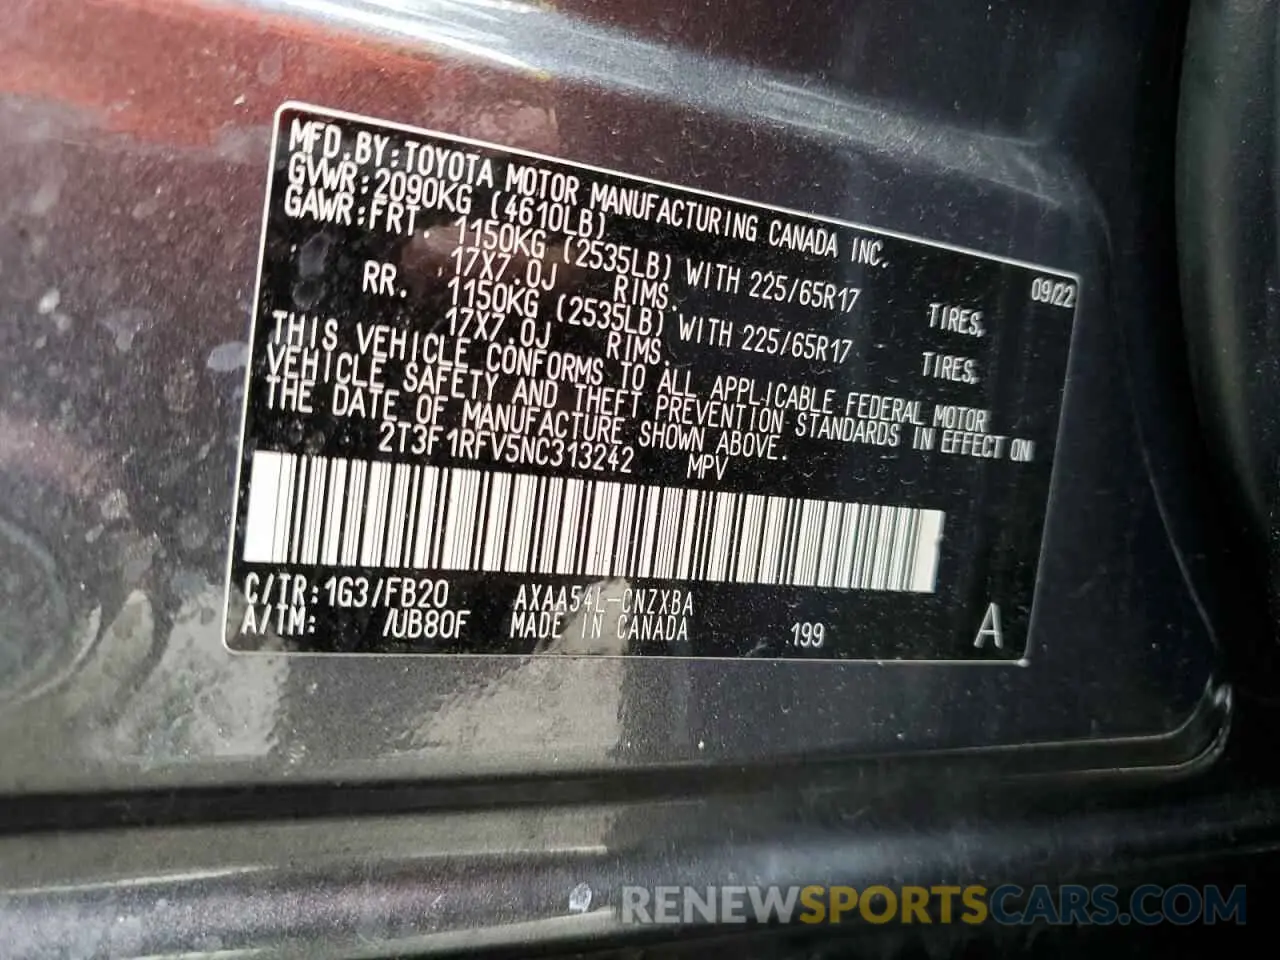 MFD.BY:TOYOTA MOTOR MANUFACTURING CANADA INC.
GVWR:2090KG (4610LB) 09/22
GAWR:FRT. 1150KG (2535LB) WITH 225/65R17 TIRES,
17X7.0J RIMS.
RR. 1150KG (2535LB) WITH 225/65R17 TIRES,
17X7.0J RIMS.
THIS VEHICLE CONFORMS TO ALL APPLICABLE FEDERAL MOTOR
VEHICLE SAFETY AND THEFT PREVENTION STANDARDS IN EFFECT ON
THE DATE OF MANUFACTURE SHOWN ABOVE.
2T3F1RFV5NC313242 MPV
C/TR:1G3/FB20 AXAA54L-CNZXBA
A/TM: /UB80F MADE IN CANADA 199 A
RENEWSPORTSCARS.COM